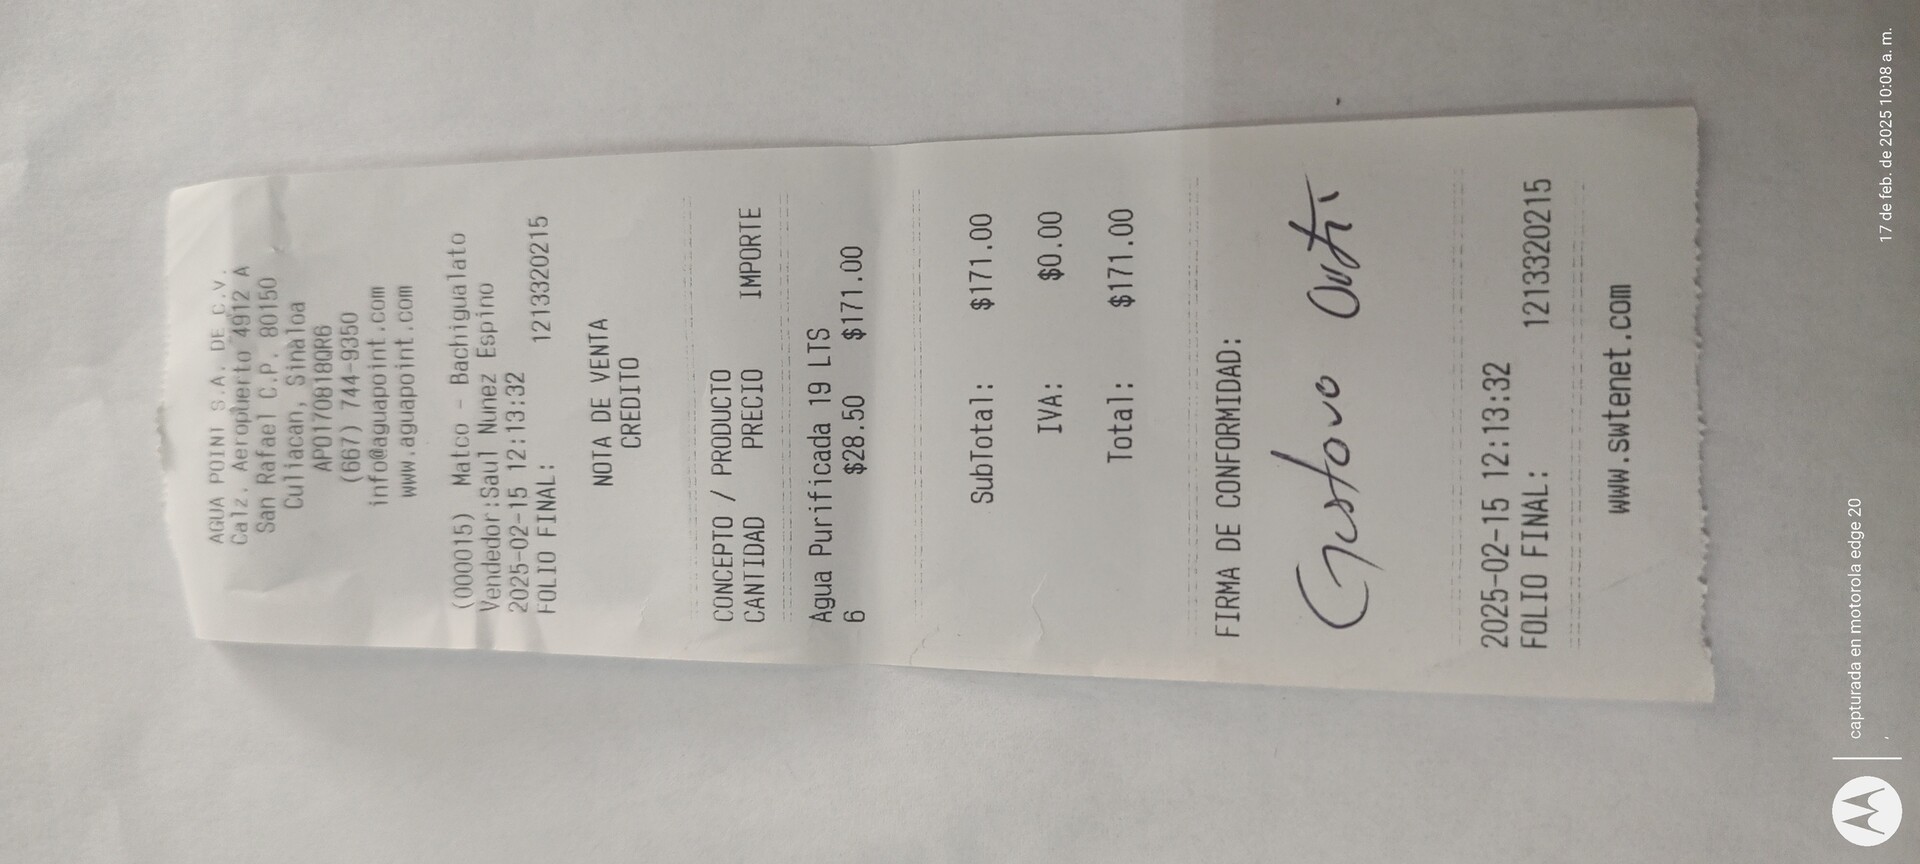 AGUA POINT S.A. DE C.V.
Calz. Aeropuerto 4912 A
San Rafael C.P. 80150
Culiacan, Sinaloa
APO170818QR6
(667) 744-9350
info@aguapoint.com
www.aguapoint.com
(000015) Matco - Bachigualato
Vendedor:Saul Nunez Espino
2025-02-15 12:13:32
FOLIO FINAL: 1213320215
NOTA DE VENTA
CREDITO
CONCEPTO / PRODUCTO
CANTIDAD PRECIO IMPORTE
Agua Purificada 19 LTS
6 $28.50 $171.00
SubTotal: $171.00
IVA: $0.00
Total: $171.00
FIRMA DE CONFORMIDAD:
Gustavo
2025-02-15 12:13:32
FOLIO FINAL: 1213320215
www.swtenet.com
capturada en motorola edge 20
17 de feb. de 2025 10:08 a. m.